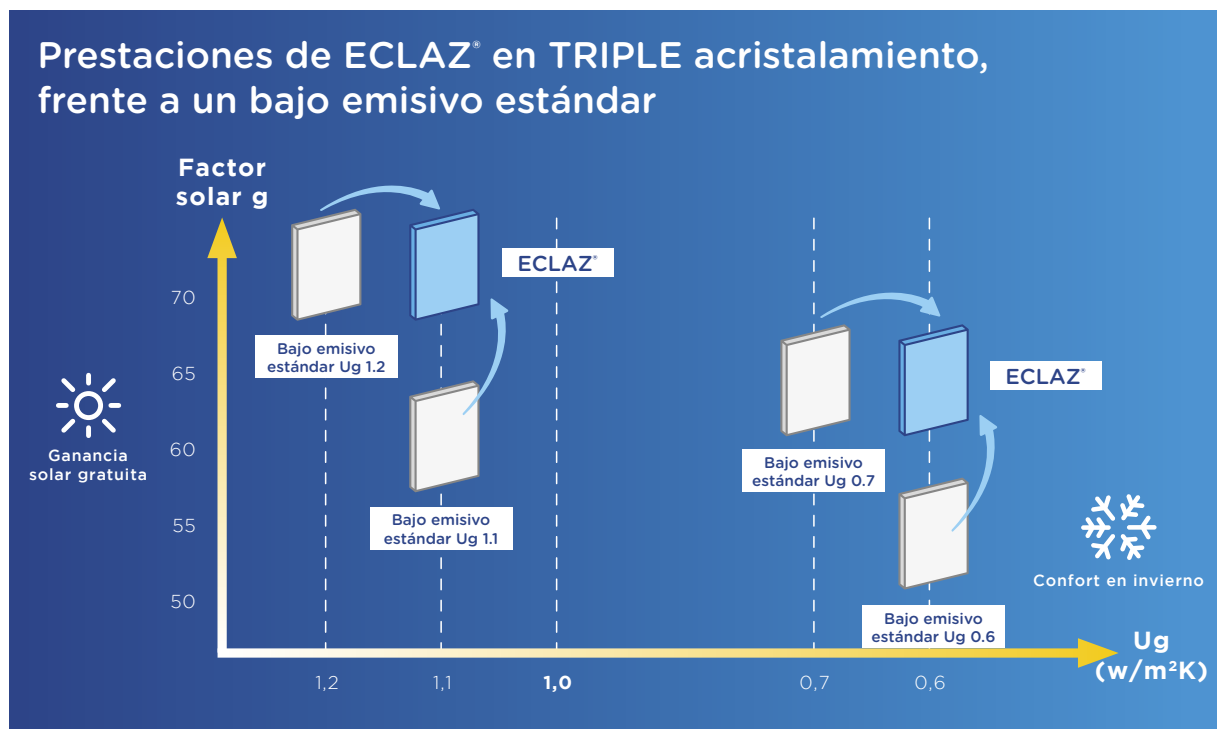 Prestaciones de ECLAZ® en TRIPLE acristalamiento,
frente a un bajo emisivo estándar
Factor
solar g
70
65
60
55
50
Ganancia
solar gratuita
Bajo emisivo
estándar Ug 1.2
ECLAZ®
Bajo emisivo
estándar Ug 1.1
ECLAZ®
Bajo emisivo
estándar Ug 0.7
Bajo emisivo
estándar Ug 0.6
Confort en invierno
1,2
1,1
1,0
0,7
0,6
Ug
(w/m²K)